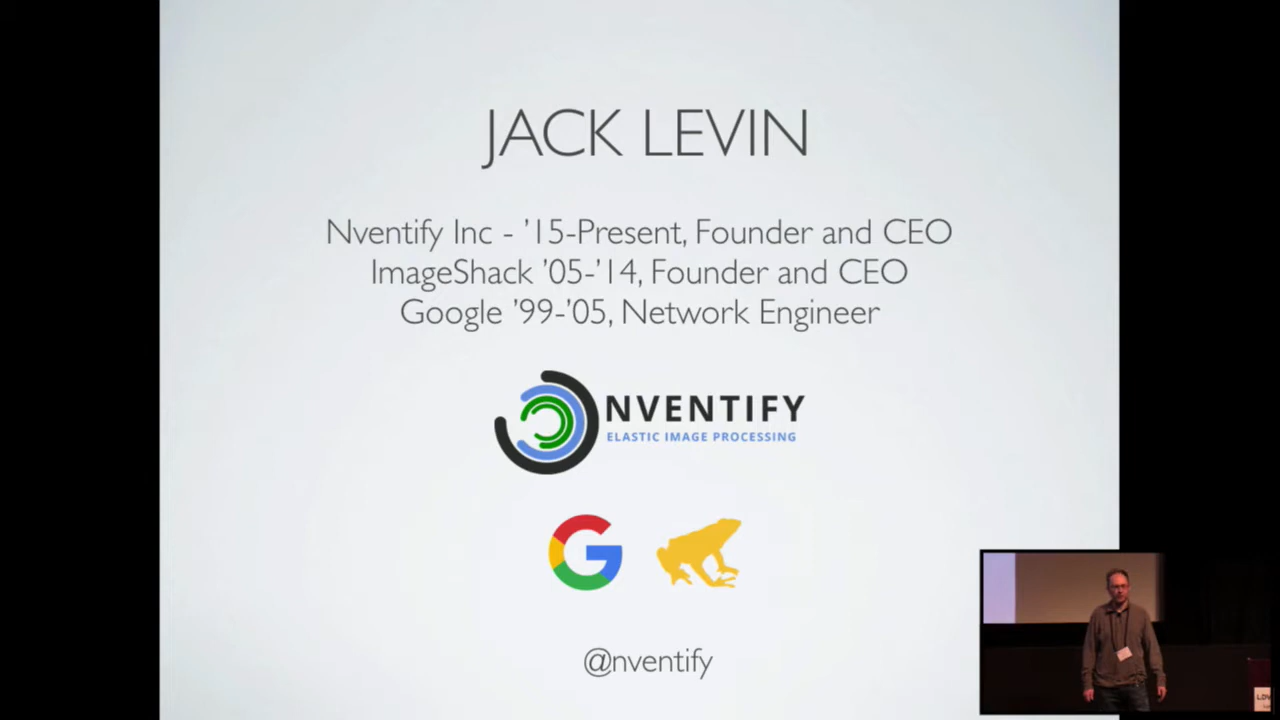 JACK LEVIN
Nventify Inc - ’15-Present, Founder and CEO
ImageShack ’05-’14, Founder and CEO
Google ’99-’05, Network Engineer
NVENTIFY
ELASTIC IMAGE PROCESSING
G
@nventify